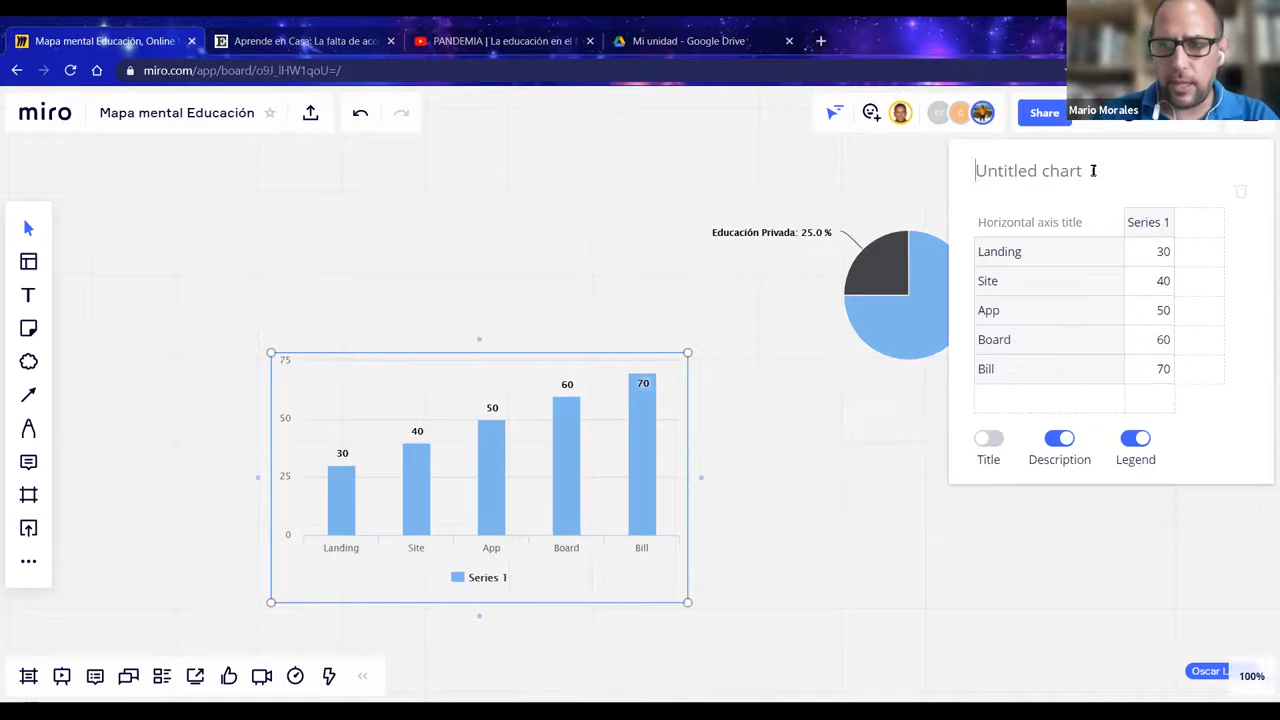 Mapa mental Educación, Online
Aprende en Casa: La falta de acc
PANDEMIA | La educación en el
Mi unidad - Google Drive
miro.com/app/board/o9J_lHW1qoU=/
Mario Morales
miro
Mapa mental Educación
Share
Untitled chart
Horizontal axis title Series 1
Landing 30
Site 40
App 50
Board 60
Bill 70
Title Description Legend
Educación Privada: 25.0 %
75
50
25
0
30
40
50
60
70
Landing Site App Board Bill
Series 1
Oscar L
100%